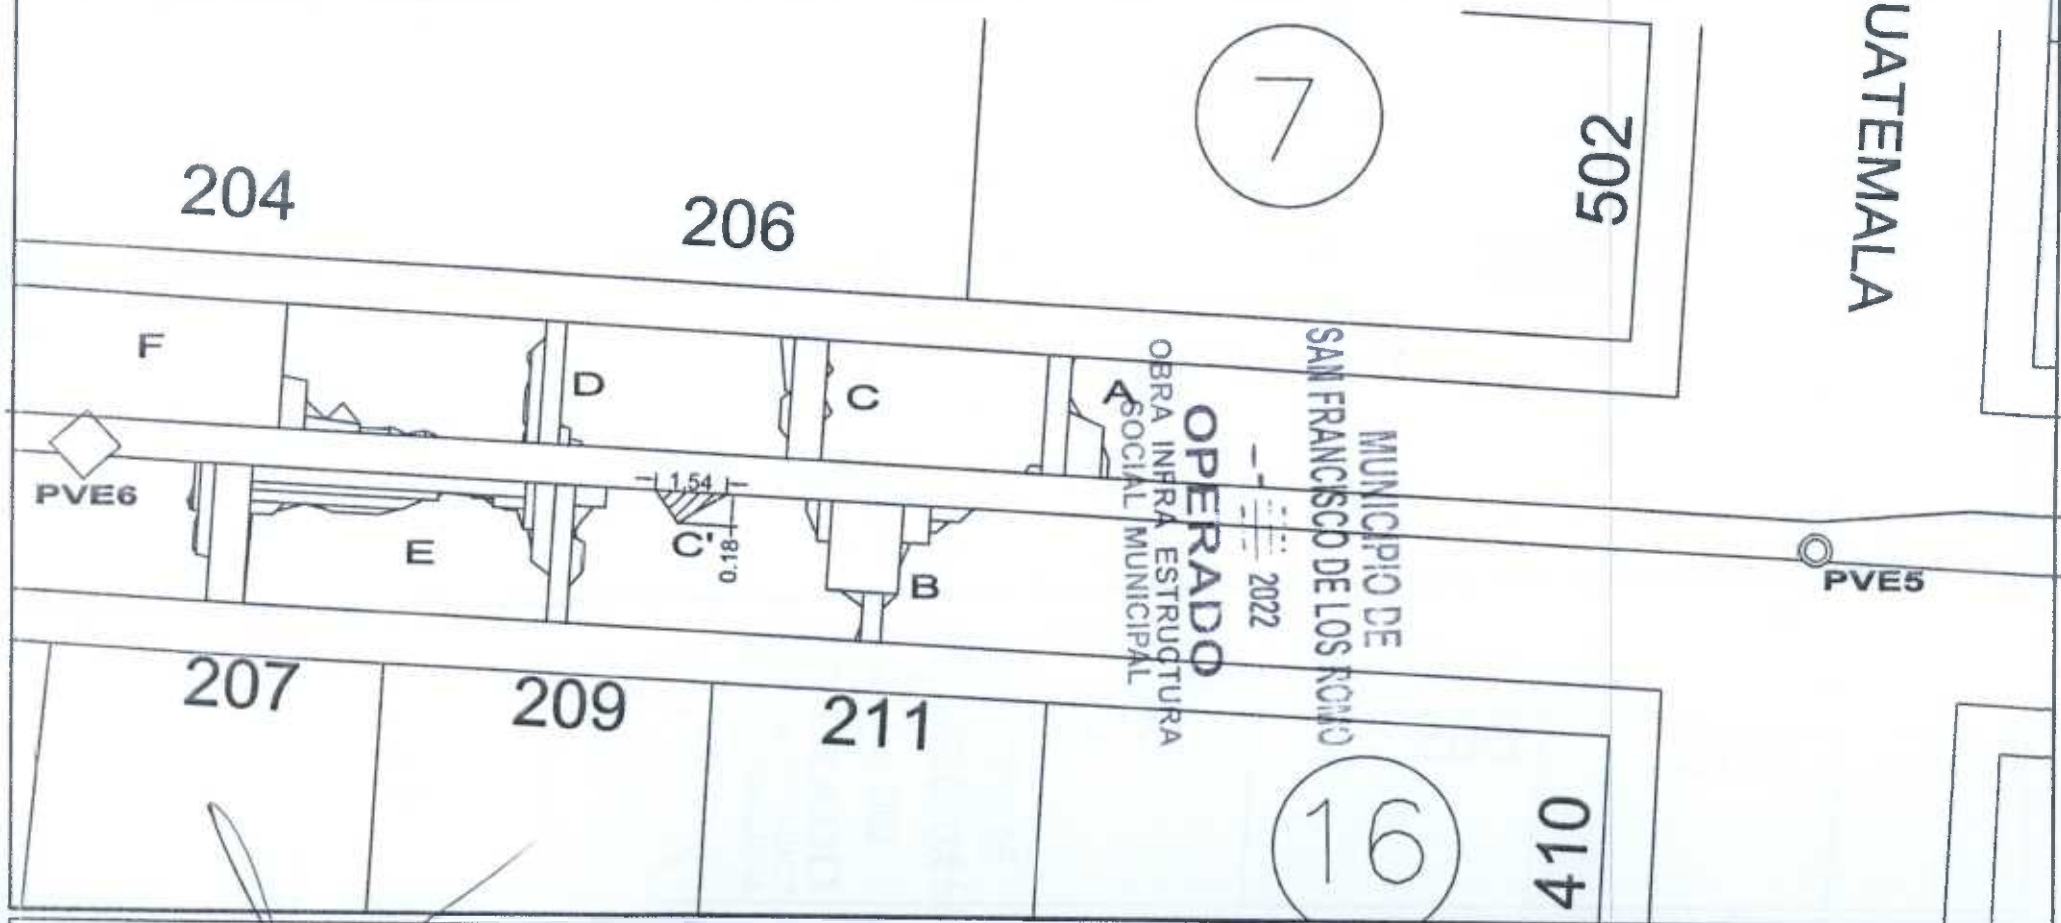 7
502
UATEMALA
204
206
F
D
C
A
PVE6
1,54
C'
0.18
E
B
PVE5
MUNICIPIO DE
SAN FRANCISCO DE LOS ROMO
2022
OPERADO
OBRA INFRA ESTRUCTURA
SOCIAL MUNICIPAL
207
209
211
16
410